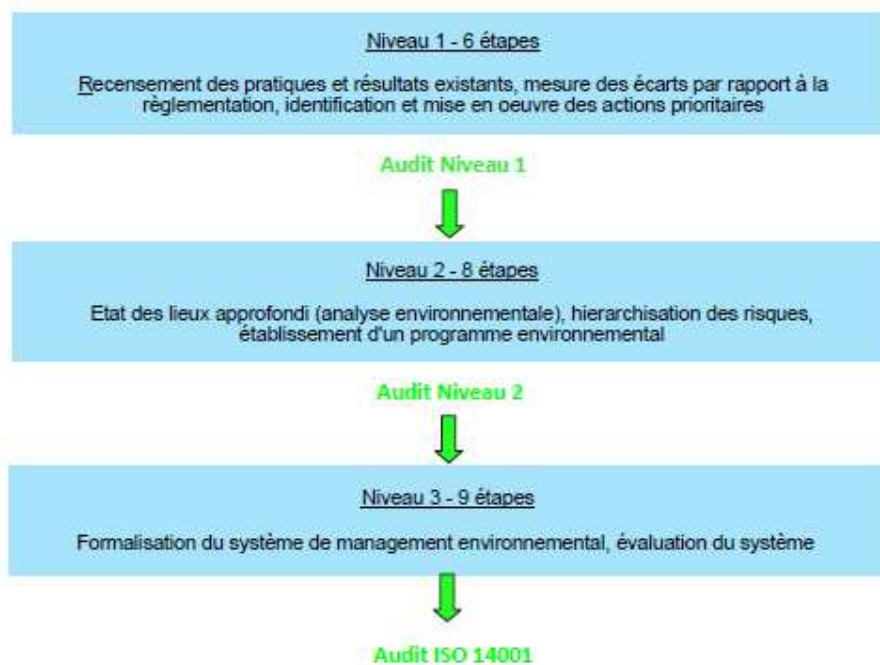 Niveau 1 - 6 étapes
Recensement des pratiques et résultats existants, mesure des écarts par rapport à la
règlementation, identification et mise en oeuvre des actions prioritaires
Audit Niveau 1
Niveau 2 - 8 étapes
Etat des lieux approfondi (analyse environnementale), hierarchisation des risques,
établissement d'un programme environnemental
Audit Niveau 2
Niveau 3 - 9 étapes
Formalisation du système de management environnemental, évaluation du système
Audit ISO 14001